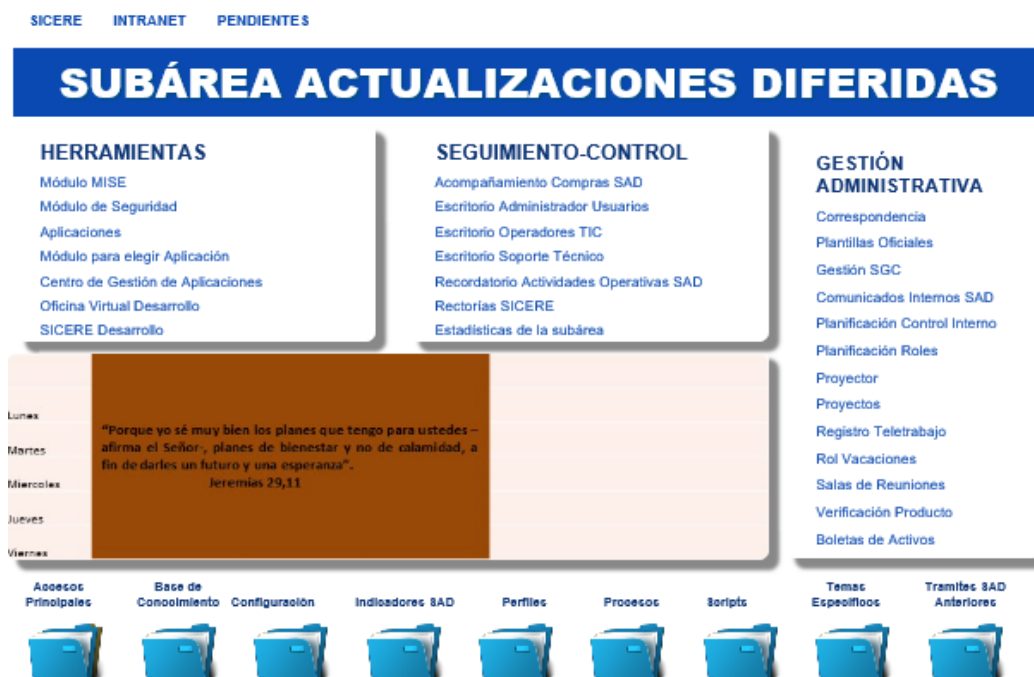 SICERE INTRANET PENDIENTES
SUBÁREA ACTUALIZACIONES DIFERIDAS
HERRAMIENTAS
Módulo MISE
Módulo de Seguridad
Aplicaciones
Módulo para elegir Aplicación
Centro de Gestión de Aplicaciones
Oficina Virtual Desarrollo
SICERE Desarrollo
SEGUIMIENTO-CONTROL
Acompañamiento Compras SAD
Escritorio Administrador Usuarios
Escritorio Operadores TIC
Escritorio Soporte Técnico
Recordatorio Actividades Operativas SAD
Rectorías SICERE
Estadísticas de la subárea
GESTIÓN
ADMINISTRATIVA
Correspondencia
Plantillas Oficiales
Gestión SGC
Comunicados Internos SAD
Planificación Control Interno
Planificación Roles
Proyector
Proyectos
Registro Teletrabajo
Rol Vacaciones
Salas de Reuniones
Verificación Producto
Boletas de Activos
Lunes
Martes
Miercoles
Jueves
Viernes
“Porque yo sé muy bien los planes que tengo para ustedes –
afirma el Señor-, planes de bienestar y no de calamidad, a
fin de darles un futuro y una esperanza”.
Jeremías 29,11
Accesos
Principales
Base de
Conocimiento
Configuración
Indicadores SAD
Perfiles
Procesos
Scripts
Temas
Específicos
Tramites SAD
Anteriores